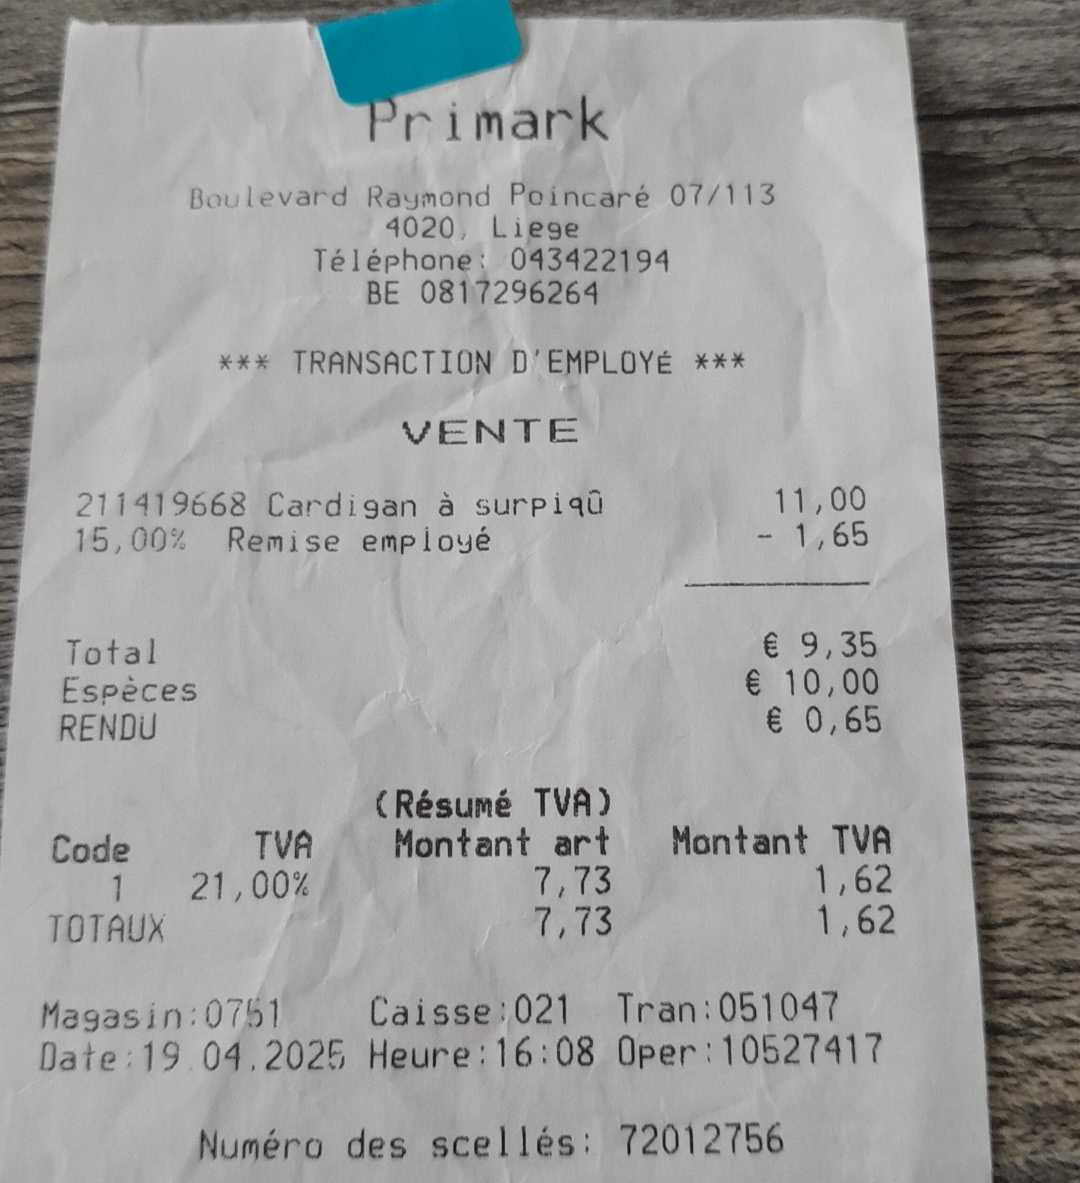 Primark
Boulevard Raymond Poincaré 07/113
4020, Liege
Téléphone: 043422194
BE 0817296264
*** TRANSACTION D'EMPLOYÉ ***
VENTE
211419668 Cardigan à surpiqû 11,00
15,00% Remise employé - 1,65
Total € 9,35
Espèces € 10,00
RENDU € 0,65
(Résumé TVA)
Code TVA Montant art Montant TVA
1 21,00% 7,73 1,62
TOTAUX 7,73 1,62
Magasin:0751 Caisse:021 Tran:051047
Date:19.04.2025 Heure:16:08 Oper:10527417
Numéro des scellés: 72012756